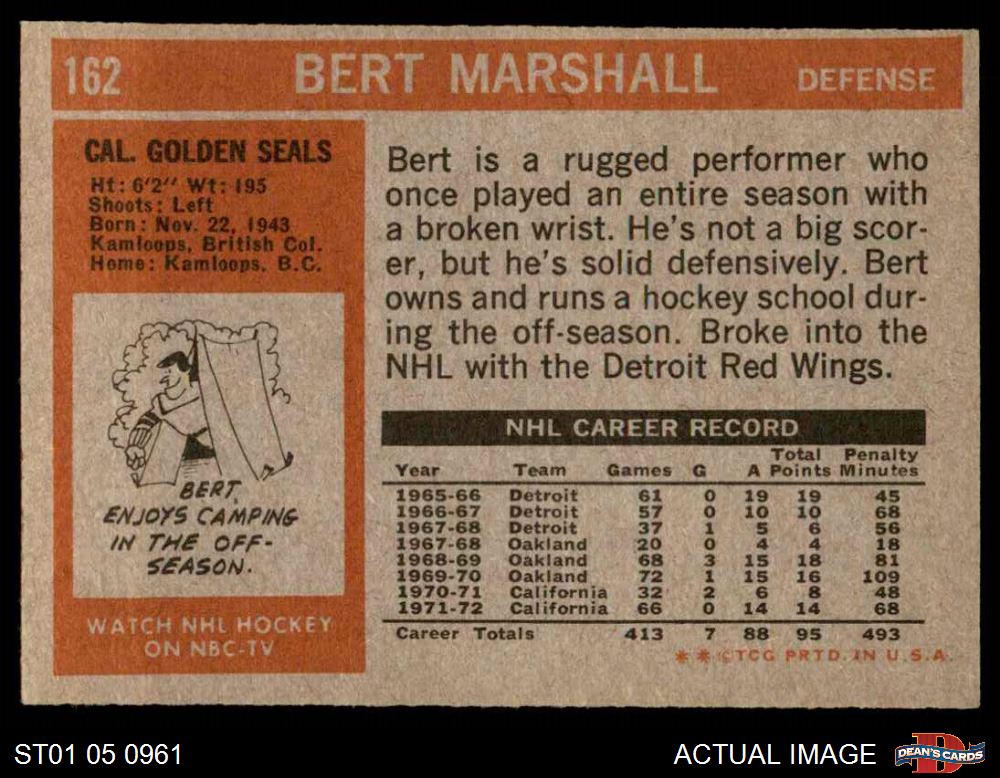 162 BERT MARSHALL DEFENSE
CAL. GOLDEN SEALS
Ht: 6'2" Wt: 195
Shoots: Left
Born: Nov. 22, 1943
Kamloops, British Col.
Home: Kamloops, B.C.
BERT
ENJOYS CAMPING
IN THE OFF-
SEASON.
WATCH NHL HOCKEY
ON NBC-TV
Bert is a rugged performer who
once played an entire season with
a broken wrist. He's not a big scor-
er, but he's solid defensively. Bert
owns and runs a hockey school dur-
ing the off-season. Broke into the
NHL with the Detroit Red Wings.
NHL CAREER RECORD
Total Penalty
Year Team Games G A Points Minutes
1965-66 Detroit 61 0 19 19 45
1966-67 Detroit 57 0 10 10 68
1967-68 Detroit 37 1 5 6 56
1967-68 Oakland 20 0 4 4 18
1968-69 Oakland 68 3 15 18 81
1969-70 Oakland 72 1 15 16 109
1970-71 California 32 2 6 8 48
1971-72 California 66 0 14 14 68
Career Totals 413 7 88 95 493
* * ©TCG PRTD. IN U.S.A.
ST01 05 0961
ACTUAL IMAGE
DEAN'S CARDS